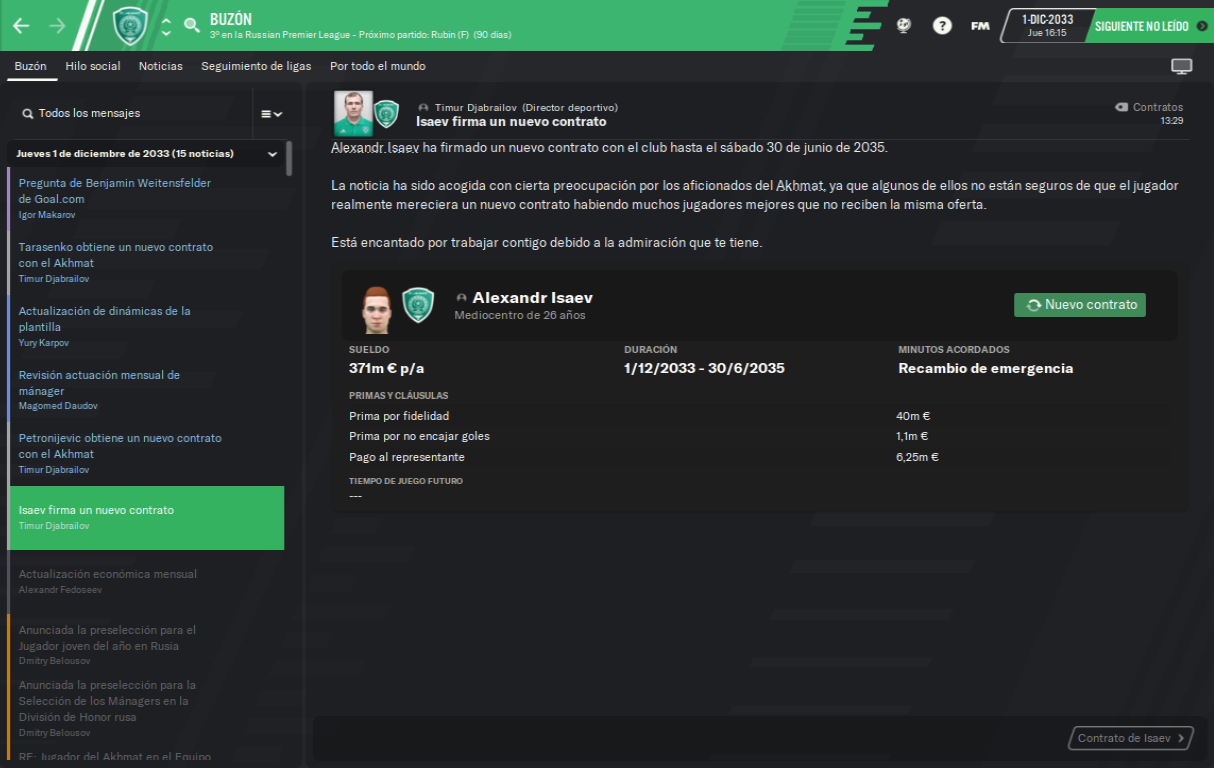 BUZÓN
3º en la Russian Premier League - Próximo partido: Rubin (F) (90 días)
?
FM
1-DIC-2033
Jue 16:15
SIGUIENTE NO LEÍDO
Buzón
Hilo social
Noticias
Seguimiento de ligas
Por todo el mundo
Todos los mensajes
Jueves 1 de diciembre de 2033 (15 noticias)
Pregunta de Benjamin Weitensfelder
de Goal.com
Igor Makarov
Tarasenko obtiene un nuevo contrato
con el Akhmat
Timur Djabrailov
Actualización de dinámicas de la
plantilla
Yury Karpov
Revisión actuación mensual de
mánager
Magomed Daudov
Petronijevic obtiene un nuevo contrato
con el Akhmat
Timur Djabrailov
Isaev firma un nuevo contrato
Timur Djabrailov
Actualización económica mensual
Alexandr Fedoseev
Anunciada la preselección para el
Jugador joven del año en Rusia
Dmitry Belousov
Anunciada la preselección para la
Selección de los Mánagers en la
División de Honor rusa
Dmitry Belousov
RE: Jugador del Akhmat en el Equipo
Timur Djabrailov (Director deportivo)
Isaev firma un nuevo contrato
Contratos
13:29
Alexandr Isaev ha firmado un nuevo contrato con el club hasta el sábado 30 de junio de 2035.
La noticia ha sido acogida con cierta preocupación por los aficionados del Akhmat, ya que algunos de ellos no están seguros de que el jugador
realmente mereciera un nuevo contrato habiendo muchos jugadores mejores que no reciben la misma oferta.
Está encantado por trabajar contigo debido a la admiración que te tiene.
Alexandr Isaev
Mediocentro de 26 años
Nuevo contrato
SUELDO
DURACIÓN
MINUTOS ACORDADOS
371m € p/a
1/12/2033 - 30/6/2035
Recambio de emergencia
PRIMAS Y CLÁUSULAS
Prima por fidelidad
40m €
Prima por no encajar goles
1,1m €
Pago al representante
6,25m €
TIEMPO DE JUEGO FUTURO
---
Contrato de Isaev